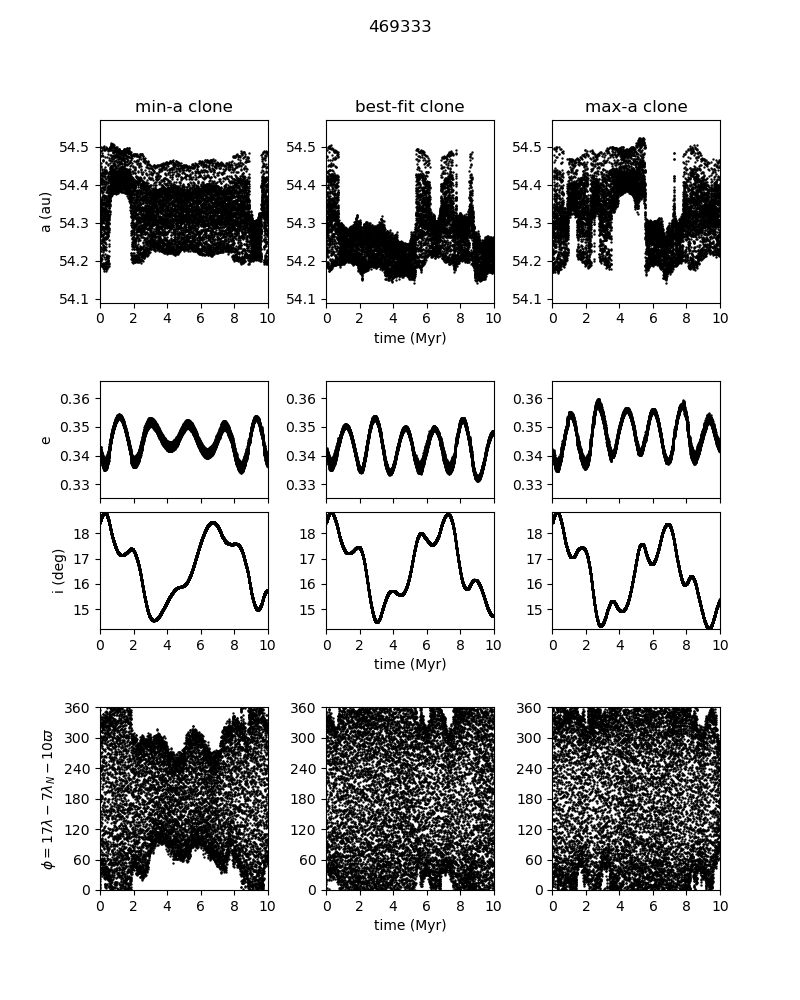 469333
min-a clone best-fit clone max-a clone
54.5 54.5 54.5
54.4 54.4 54.4
a (au) 54.3 54.3 54.3
54.2 54.2 54.2
54.1 54.1 54.1
0 2 4 6 8 10 0 2 4 6 8 10 0 2 4 6 8 10
time (Myr) time (Myr)
0.36 0.36 0.36
e 0.35 0.35 0.35
0.34 0.34 0.34
0.33 0.33 0.33
18 18 18
i (deg) 17 17 17
16 16 16
15 15 15
0 2 4 6 8 10 0 2 4 6 8 10 0 2 4 6 8 10
time (Myr) time (Myr)
360 360 360
300 300 300
240 240 240
ϕ = 17λ − 7λ_N − 10ϖ 180 180 180
120 120 120
60 60 60
0 0 0
0 2 4 6 8 10 0 2 4 6 8 10 0 2 4 6 8 10
time (Myr) time (Myr)